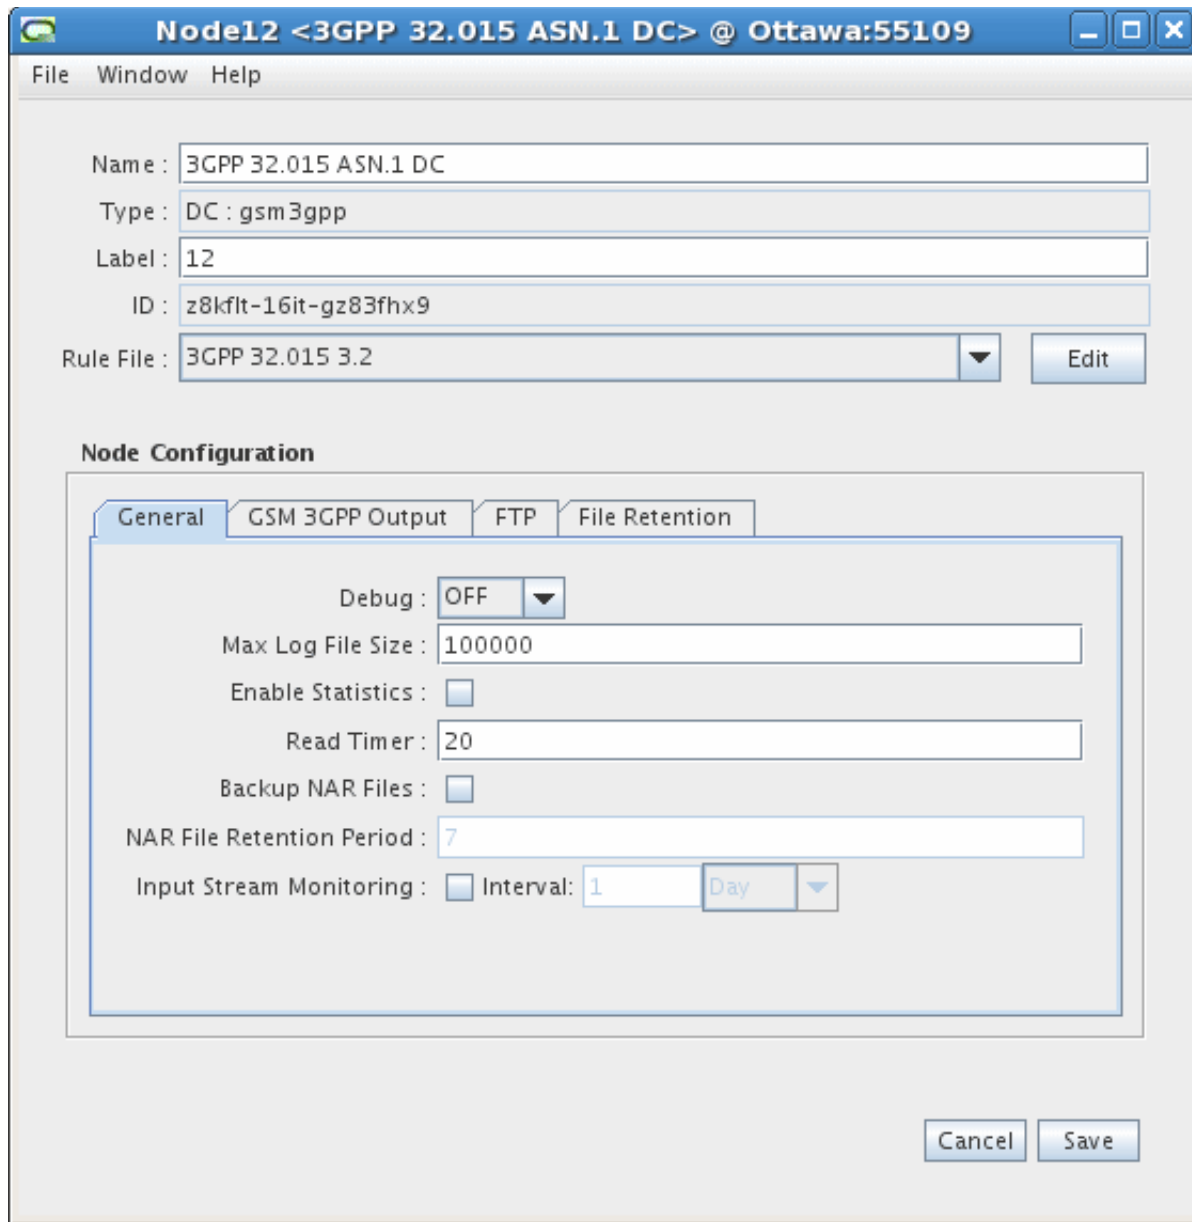 Node12 <3GPP 32.015 ASN.1 DC> @ Ottawa:55109
File Window Help
Name : 3GPP 32.015 ASN.1 DC
Type : DC : gsm3gpp
Label : 12
ID : z8kflt-16it-gz83fhx9
Rule File : 3GPP 32.015 3.2 Edit
Node Configuration
General GSM 3GPP Output FTP File Retention
Debug : OFF
Max Log File Size : 100000
Enable Statistics :
Read Timer : 20
Backup NAR Files :
NAR File Retention Period : 7
Input Stream Monitoring : Interval: 1 Day
Cancel Save